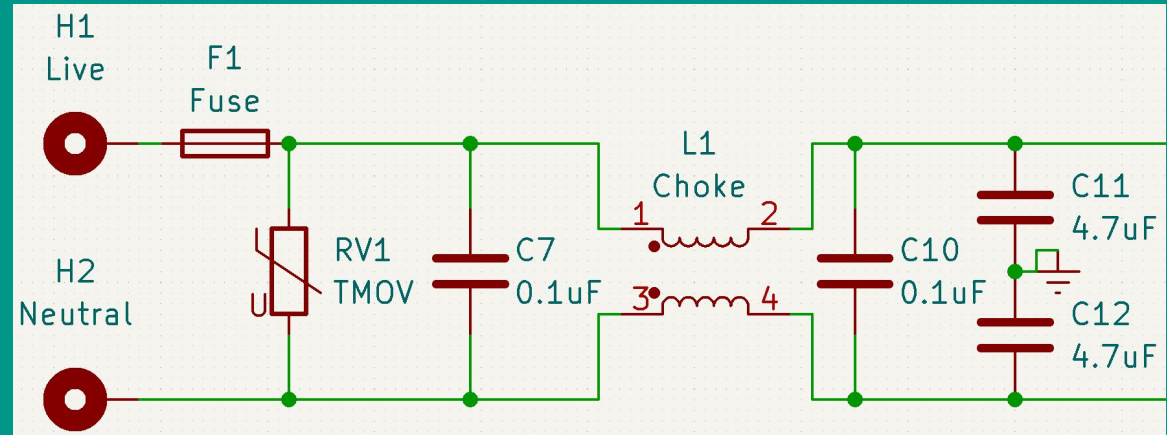 H1
Live
F1
Fuse
L1
Choke
1
2
3
4
RV1
TMOV
U
C7
0.1uF
C10
0.1uF
C11
4.7uF
C12
4.7uF
H2
Neutral